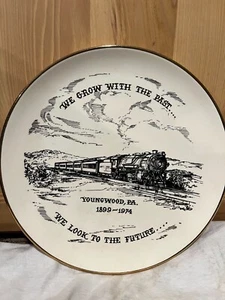 WE GROW WITH THE PAST....
YOUNGWOOD, PA.
1899-1974
WE LOOK TO THE FUTURE.....